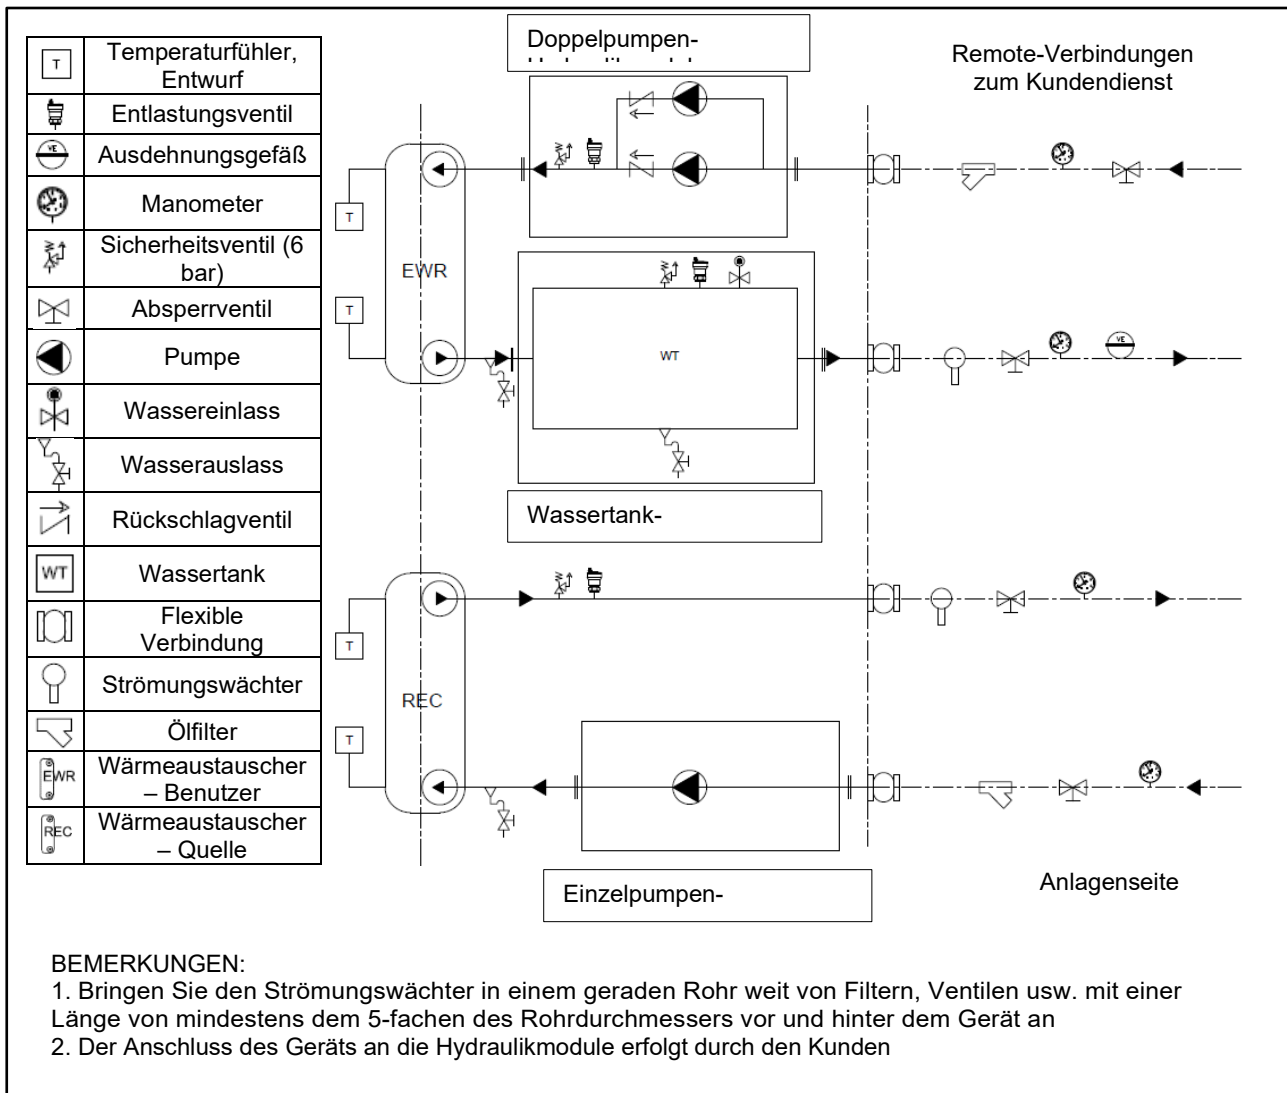 T
Temperaturfühler,
Entwurf
Entlastungsventil
VE
Ausdehnungsgefäß
Manometer
Sicherheitsventil (6
bar)
Absperrventil
Pumpe
Wassereinlass
Wasserauslass
Rückschlagventil
WT
Wassertank
Flexible
Verbindung
Strömungswächter
Ölfilter
EWR
Wärmeaustauscher
– Benutzer
REC
Wärmeaustauscher
– Quelle
Doppelpumpen-
Remote-Verbindungen
zum Kundendienst
T
EWR
T
WT
VE
Wassertank-
T
REC
T
Einzelpumpen-
Anlagenseite
BEMERKUNGEN:
1. Bringen Sie den Strömungswächter in einem geraden Rohr weit von Filtern, Ventilen usw. mit einer
Länge von mindestens dem 5-fachen des Rohrdurchmessers vor und hinter dem Gerät an
2. Der Anschluss des Geräts an die Hydraulikmodule erfolgt durch den Kunden